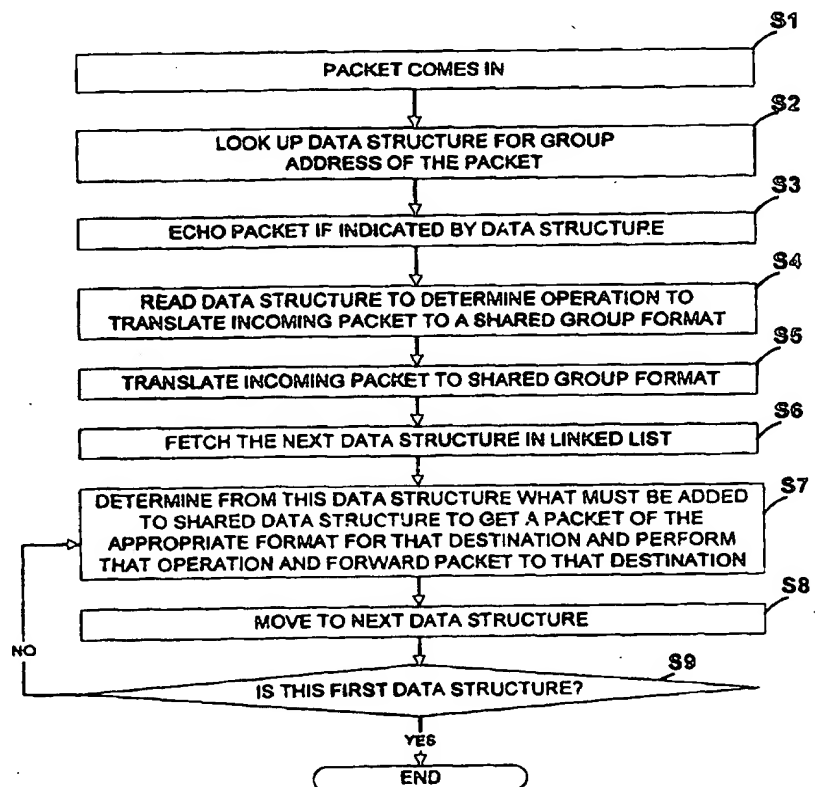 S1
PACKET COMES IN
S2
LOOK UP DATA STRUCTURE FOR GROUP
ADDRESS OF THE PACKET
S3
ECHO PACKET IF INDICATED BY DATA STRUCTURE
S4
READ DATA STRUCTURE TO DETERMINE OPERATION TO
TRANSLATE INCOMING PACKET TO A SHARED GROUP FORMAT
S5
TRANSLATE INCOMING PACKET TO SHARED GROUP FORMAT
S6
FETCH THE NEXT DATA STRUCTURE IN LINKED LIST
S7
DETERMINE FROM THIS DATA STRUCTURE WHAT MUST BE ADDED
TO SHARED DATA STRUCTURE TO GET A PACKET OF THE
APPROPRIATE FORMAT FOR THAT DESTINATION AND PERFORM
THAT OPERATION AND FORWARD PACKET TO THAT DESTINATION
S8
MOVE TO NEXT DATA STRUCTURE
NO
S9
IS THIS FIRST DATA STRUCTURE?
YES
END